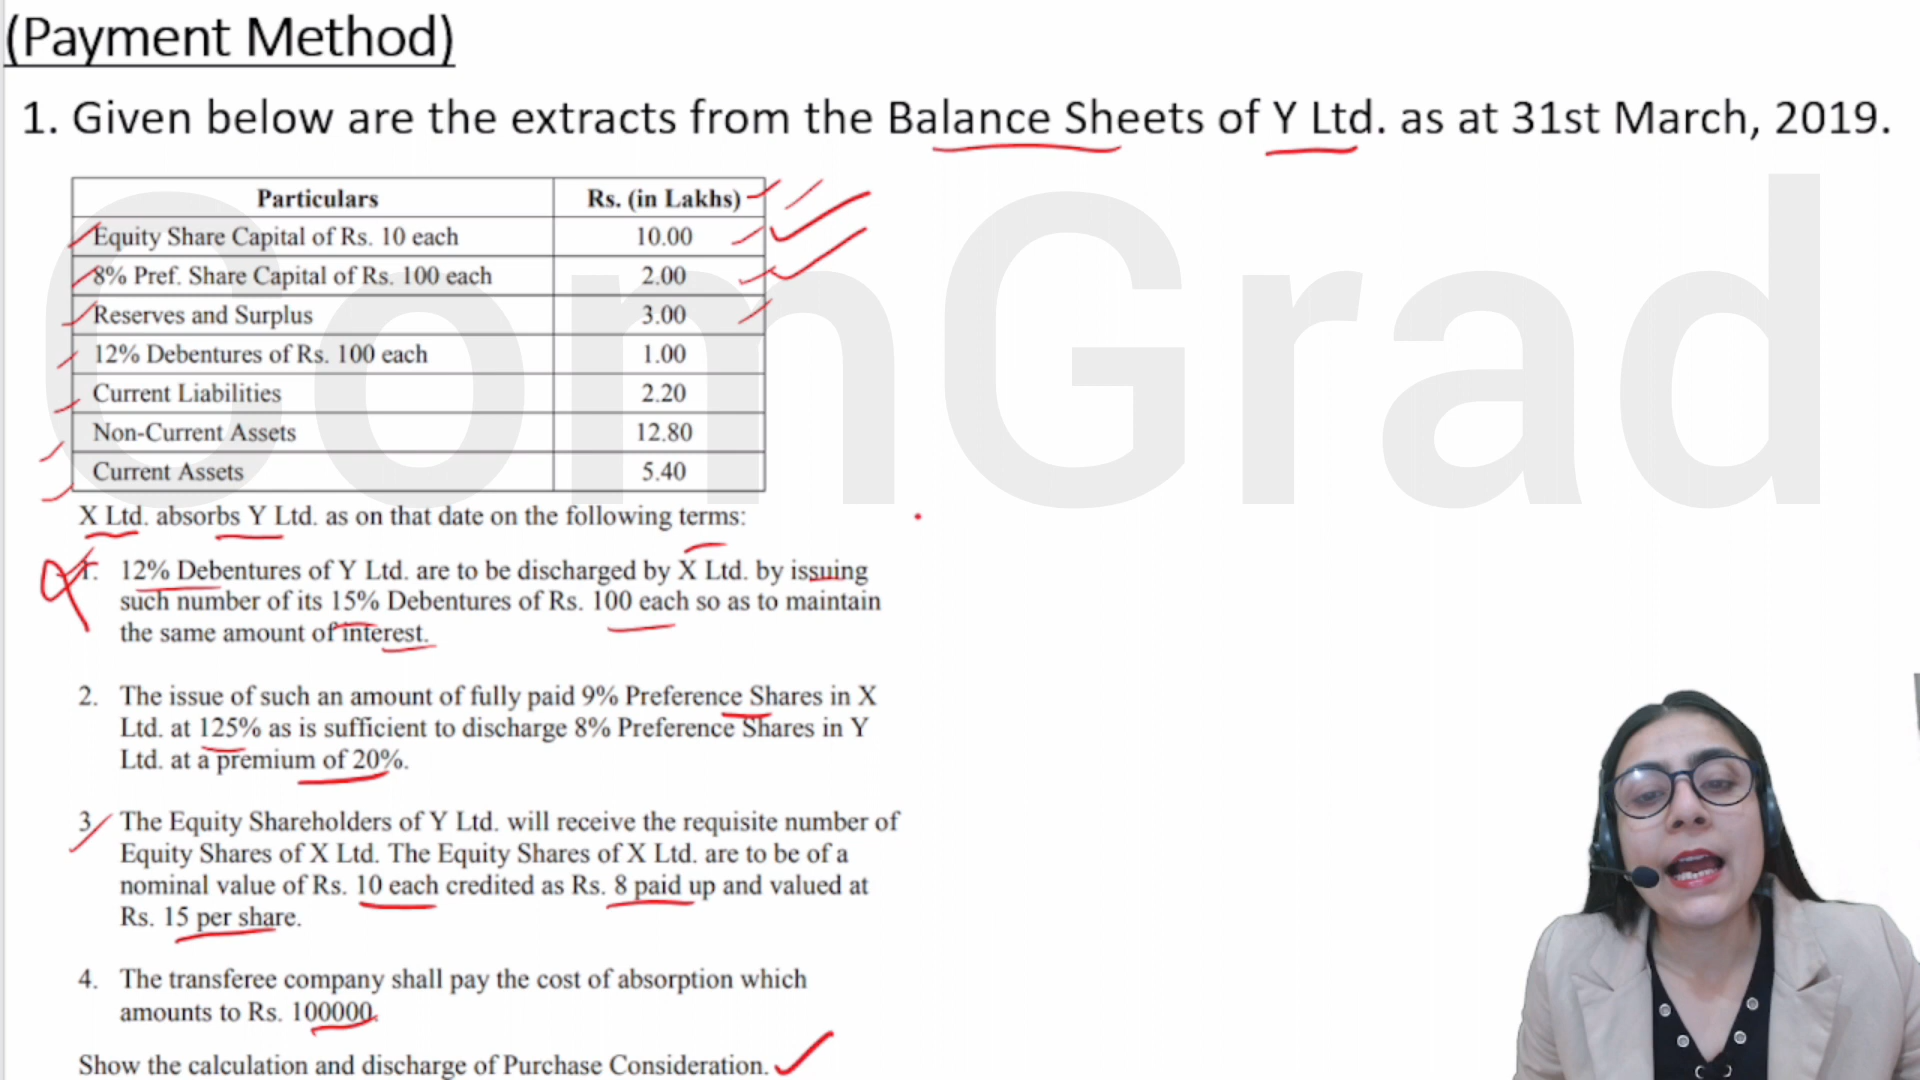 (Payment Method)
1. Given below are the extracts from the Balance Sheets of Y Ltd. as at 31st March, 2019.
Particulars Rs. (in Lakhs)
Equity Share Capital of Rs. 10 each 10.00
8% Pref. Share Capital of Rs. 100 each 2.00
Reserves and Surplus 3.00
12% Debentures of Rs. 100 each 1.00
Current Liabilities 2.20
Non-Current Assets 12.80
Current Assets 5.40
ComGrad
X Ltd. absorbs Y Ltd. as on that date on the following terms:
1. 12% Debentures of Y Ltd. are to be discharged by X Ltd. by issuing
such number of its 15% Debentures of Rs. 100 each so as to maintain
the same amount of interest.
2. The issue of such an amount of fully paid 9% Preference Shares in X
Ltd. at 125% as is sufficient to discharge 8% Preference Shares in Y
Ltd. at a premium of 20%.
3. The Equity Shareholders of Y Ltd. will receive the requisite number of
Equity Shares of X Ltd. The Equity Shares of X Ltd. are to be of a
nominal value of Rs. 10 each credited as Rs. 8 paid up and valued at
Rs. 15 per share.
4. The transferee company shall pay the cost of absorption which
amounts to Rs. 100000.
Show the calculation and discharge of Purchase Consideration.